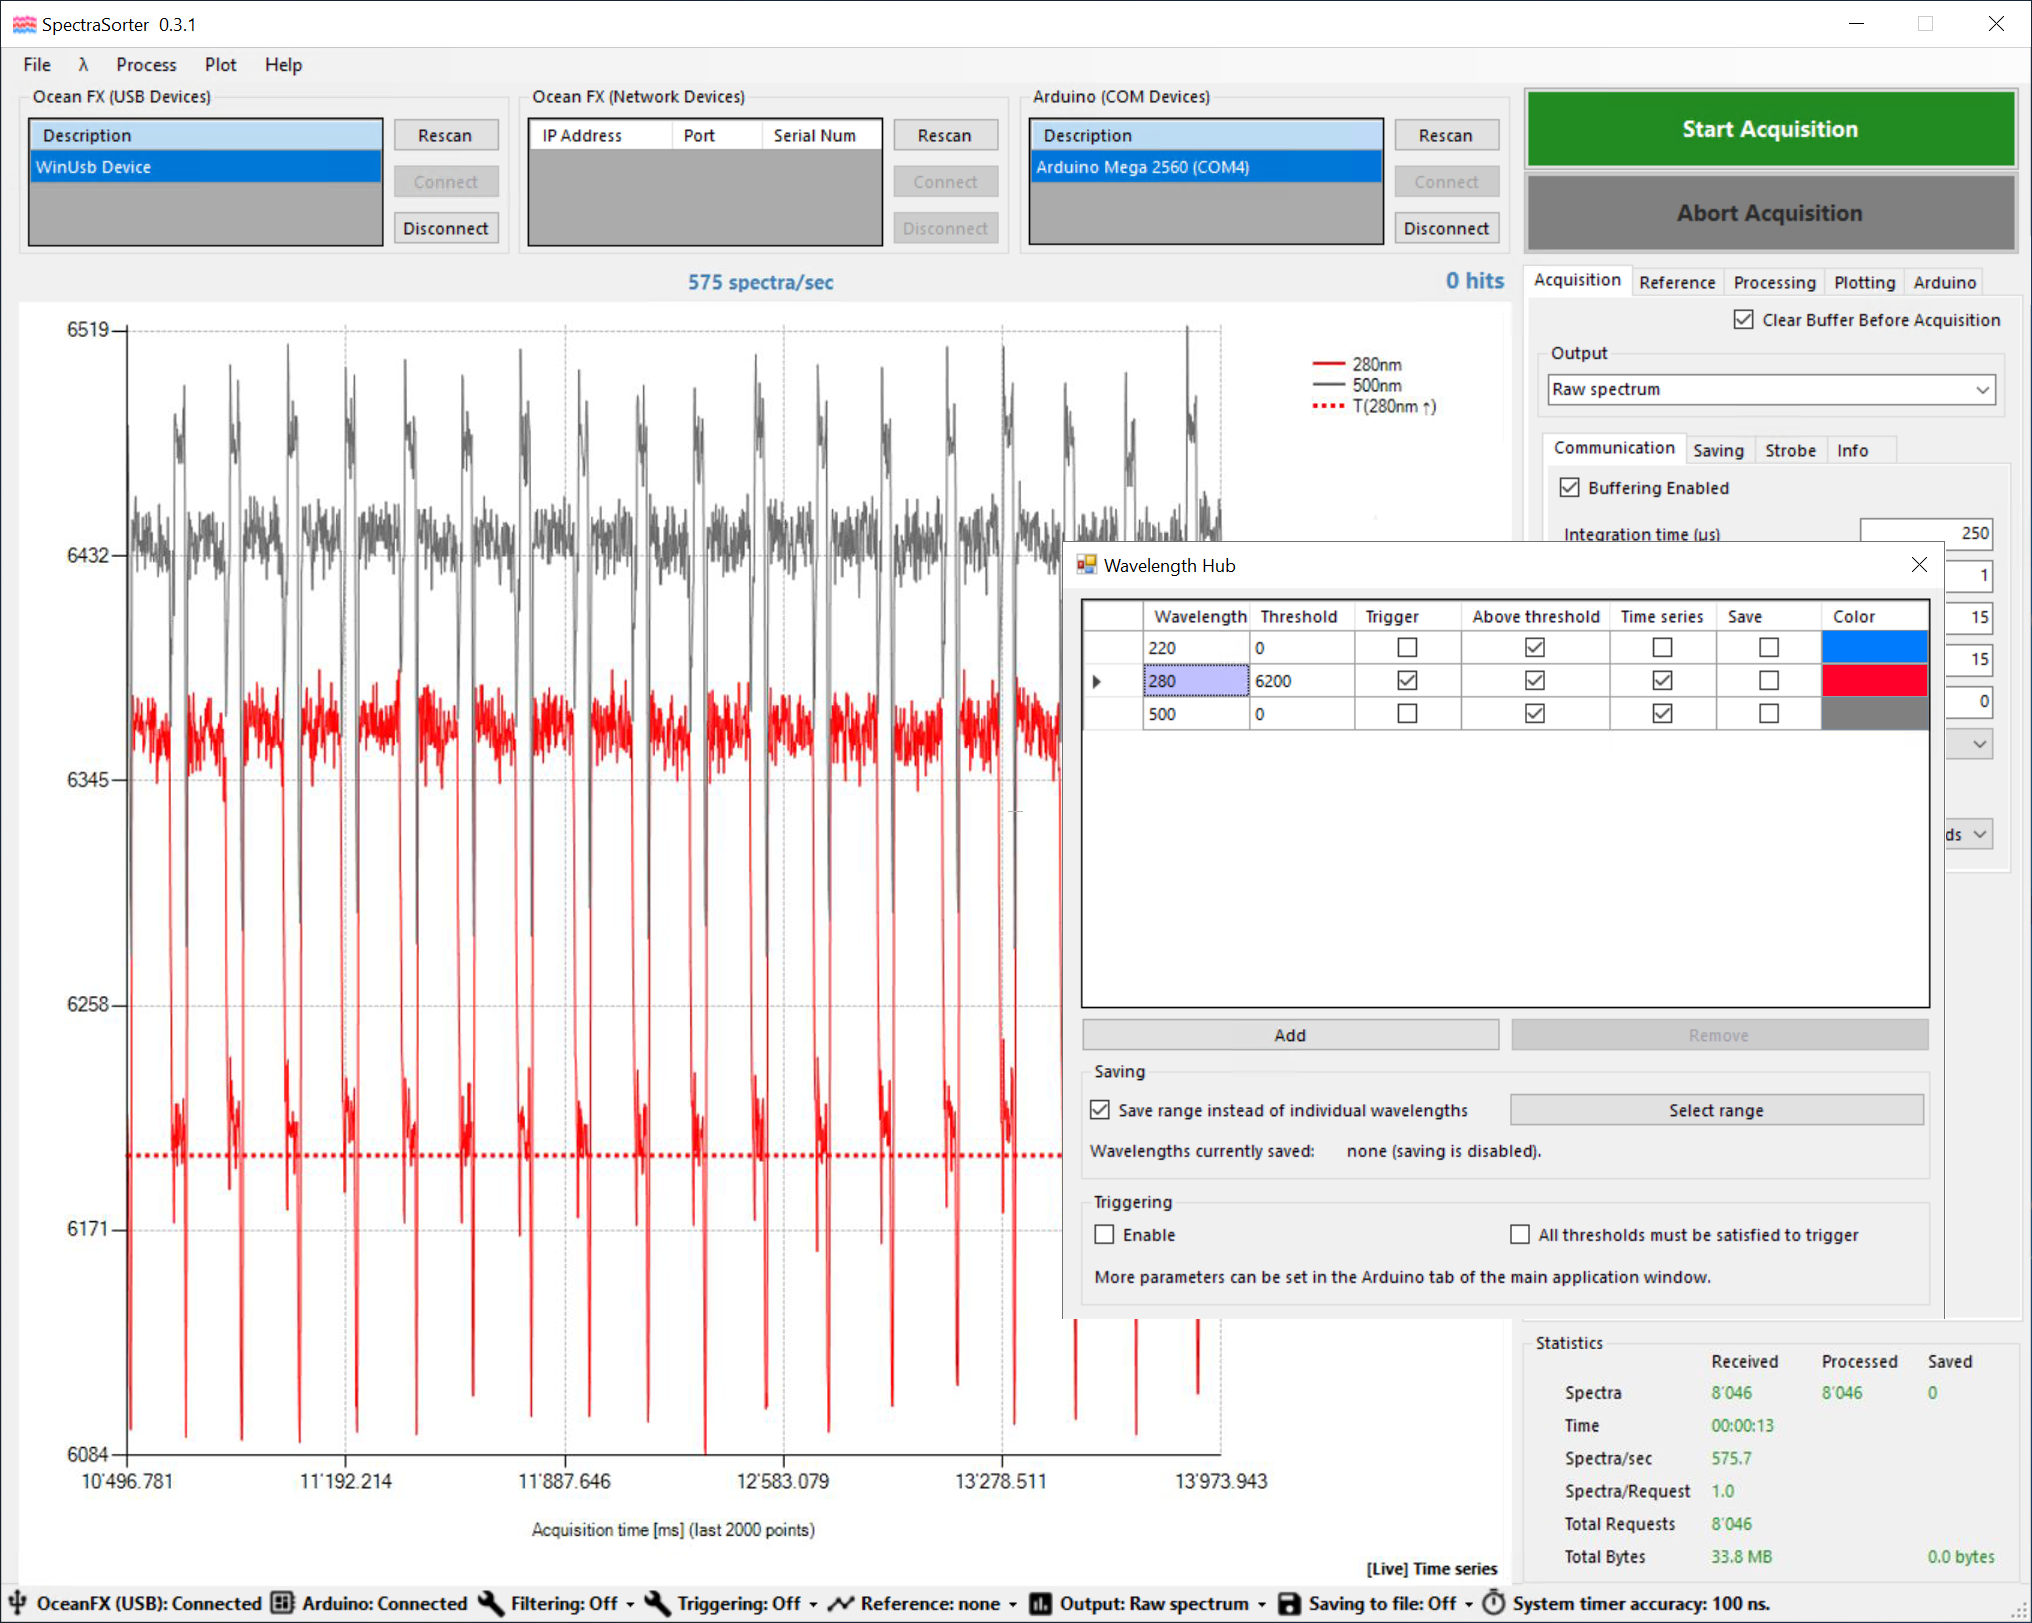 SpectraSorter 0.3.1
File λ Process Plot Help
Ocean FX (USB Devices)
Description
WinUsb Device
Rescan
Connect
Disconnect
Ocean FX (Network Devices)
IP Address Port Serial Num
Rescan
Connect
Disconnect
Arduino (COM Devices)
Description
Arduino Mega 2560 (COM4)
Rescan
Connect
Disconnect
Start Acquisition
Abort Acquisition
575 spectra/sec
0 hits
6519
6432
6345
6258
6171
6084
10'496.781 11'192.214 11'887.646 12'583.079 13'278.511 13'973.943
Acquisition time [ms] (last 2000 points)
280nm
500nm
T(280nm ↑)
[Live] Time series
Acquisition Reference Processing Plotting Arduino
Clear Buffer Before Acquisition
Output
Raw spectrum
Communication Saving Strobe Info
Buffering Enabled
Integration time (µs) 250
1
15
15
0
ds
Wavelength Hub
Wavelength Threshold Trigger Above threshold Time series Save Color
220 0
280 6200
500 0
Add Remove
Saving
Save range instead of individual wavelengths Select range
Wavelengths currently saved: none (saving is disabled).
Triggering
Enable All thresholds must be satisfied to trigger
More parameters can be set in the Arduino tab of the main application window.
Statistics
Received Processed Saved
Spectra 8'046 8'046 0
Time 00:00:13
Spectra/sec 575.7
Spectra/Request 1.0
Total Requests 8'046
Total Bytes 33.8 MB 0.0 bytes
OceanFX (USB): Connected Arduino: Connected Filtering: Off Triggering: Off Reference: none Output: Raw spectrum Saving to file: Off System timer accuracy: 100 ns.